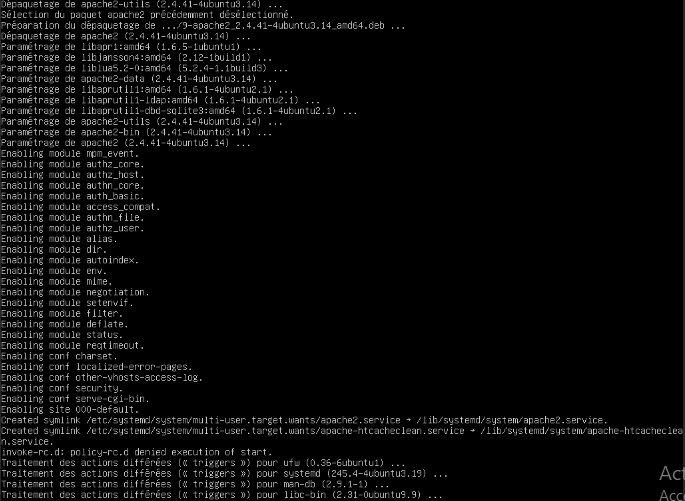 Dépaquetage de apache2-utils (2.4.41-4ubuntu3.14) ...
Sélection du paquet apache2 précédemment désélectionné.
Préparation du dépaquetage de .../9-apache2_2.4.41-4ubuntu3.14_amd64.deb ...
Dépaquetage de apache2 (2.4.41-4ubuntu3.14) ...
Paramétrage de libapr1:amd64 (1.6.5-1ubuntu1) ...
Paramétrage de libjansson4:amd64 (2.12-1build1) ...
Paramétrage de liblua5.2-0:amd64 (5.2.4-1.1build3) ...
Paramétrage de apache2-data (2.4.41-4ubuntu3.14) ...
Paramétrage de libaprutil1:amd64 (1.6.1-4ubuntu2.1) ...
Paramétrage de libaprutil1-ldap:amd64 (1.6.1-4ubuntu2.1) ...
Paramétrage de libaprutil1-dbd-sqlite3:amd64 (1.6.1-4ubuntu2.1) ...
Paramétrage de apache2-utils (2.4.41-4ubuntu3.14) ...
Paramétrage de apache2-bin (2.4.41-4ubuntu3.14) ...
Paramétrage de apache2 (2.4.41-4ubuntu3.14) ...
Enabling module mpm_event.
Enabling module authz_core.
Enabling module authz_host.
Enabling module authn_core.
Enabling module auth_basic.
Enabling module access_compat.
Enabling module authn_file.
Enabling module authz_user.
Enabling module alias.
Enabling module dir.
Enabling module autoindex.
Enabling module env.
Enabling module mime.
Enabling module negotiation.
Enabling module setenvif.
Enabling module filter.
Enabling module deflate.
Enabling module status.
Enabling module reqtimeout.
Enabling conf charset.
Enabling conf localized-error-pages.
Enabling conf other-vhosts-access-log.
Enabling conf security.
Enabling conf serve-cgi-bin.
Enabling site 000-default.
Created symlink /etc/systemd/system/multi-user.target.wants/apache2.service → /lib/systemd/system/apache2.service.
Created symlink /etc/systemd/system/multi-user.target.wants/apache-htcacheclean.service → /lib/systemd/system/apache-htcacheclea
n.service.
invoke-rc.d: policy-rc.d denied execution of start.
Traitement des actions différées (« triggers ») pour ufw (0.36-6ubuntu1) ...
Traitement des actions différées (« triggers ») pour systemd (245.4-4ubuntu3.19) ...
Traitement des actions différées (« triggers ») pour man-db (2.9.1-1) ...
Traitement des actions différées (« triggers ») pour libc-bin (2.31-0ubuntu9.9) ...
Act
Accé